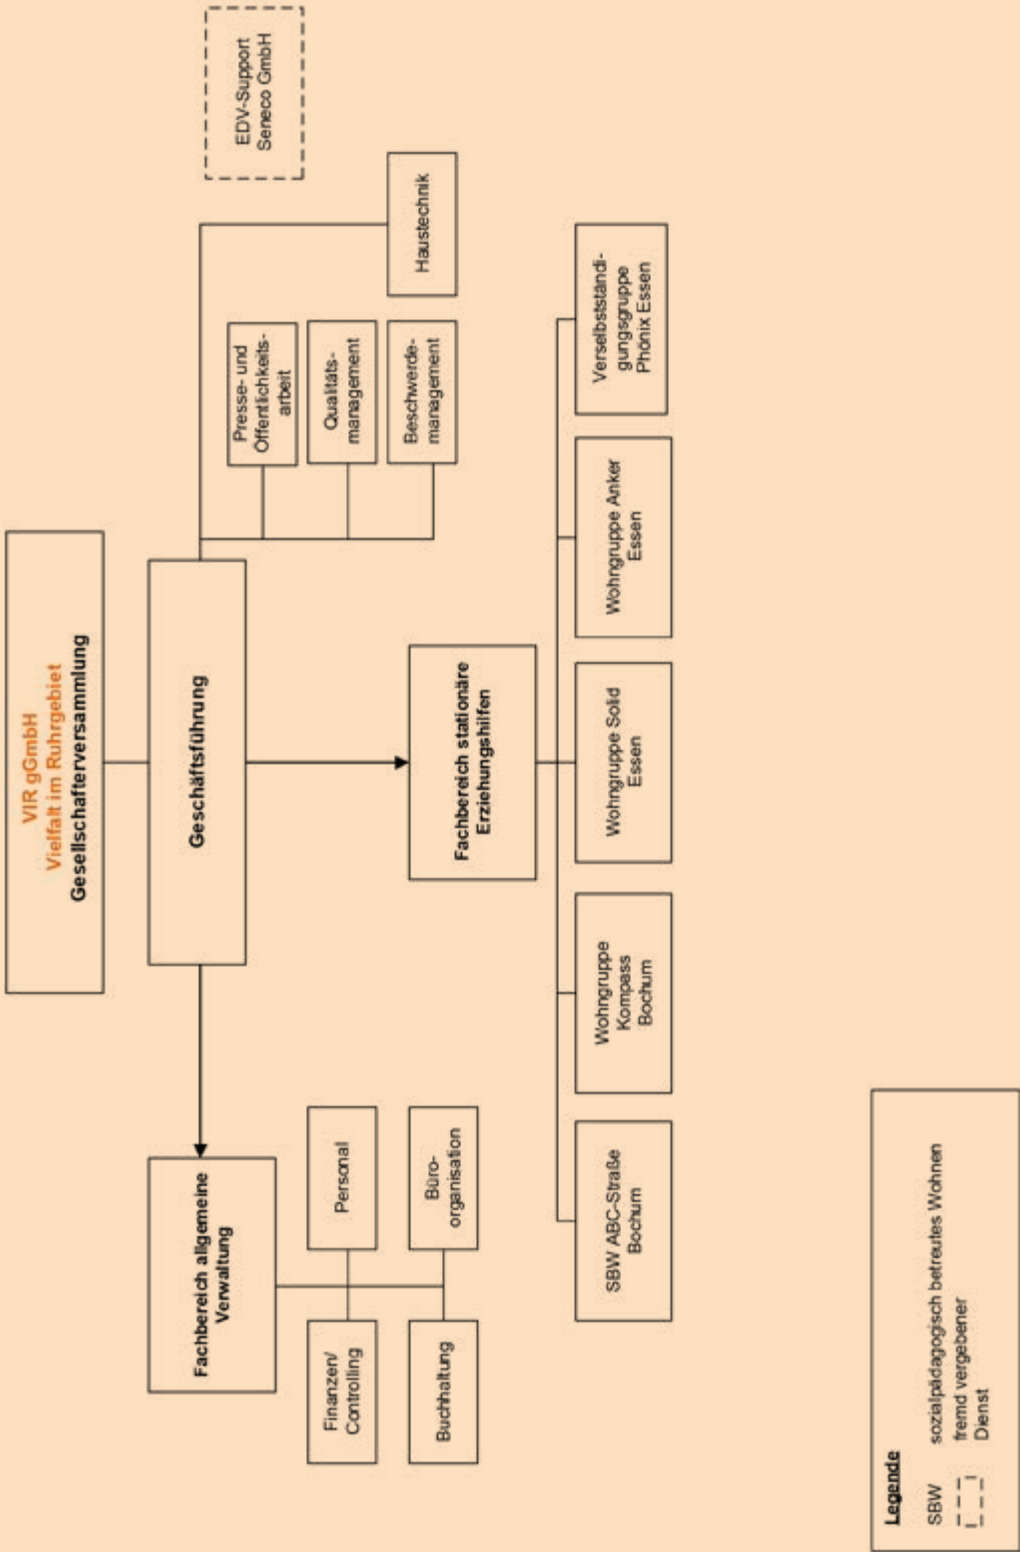 VIR gGmbH
Vielfalt im Ruhrgebiet
Gesellschafterversammlung
Geschäftsführung
EDV-Support
Seneco GmbH
Fachbereich allgemeine
Verwaltung
Presse- und
Öffentlichkeits-
arbeit
Qualitäts-
management
Beschwerde-
management
Haustechnik
Finanzen/
Controlling
Personal
Buchhaltung
Büro-
organisation
Fachbereich stationäre
Erziehungshilfen
SBW ABC-Straße
Bochum
Wohngruppe
Kompass
Bochum
Wohngruppe Solid
Essen
Wohngruppe Anker
Essen
Verselbstständi-
gungsgruppe
Phönix Essen
Legende
SBW sozialpädagogisch betreutes Wohnen
fremd vergebener
Dienst